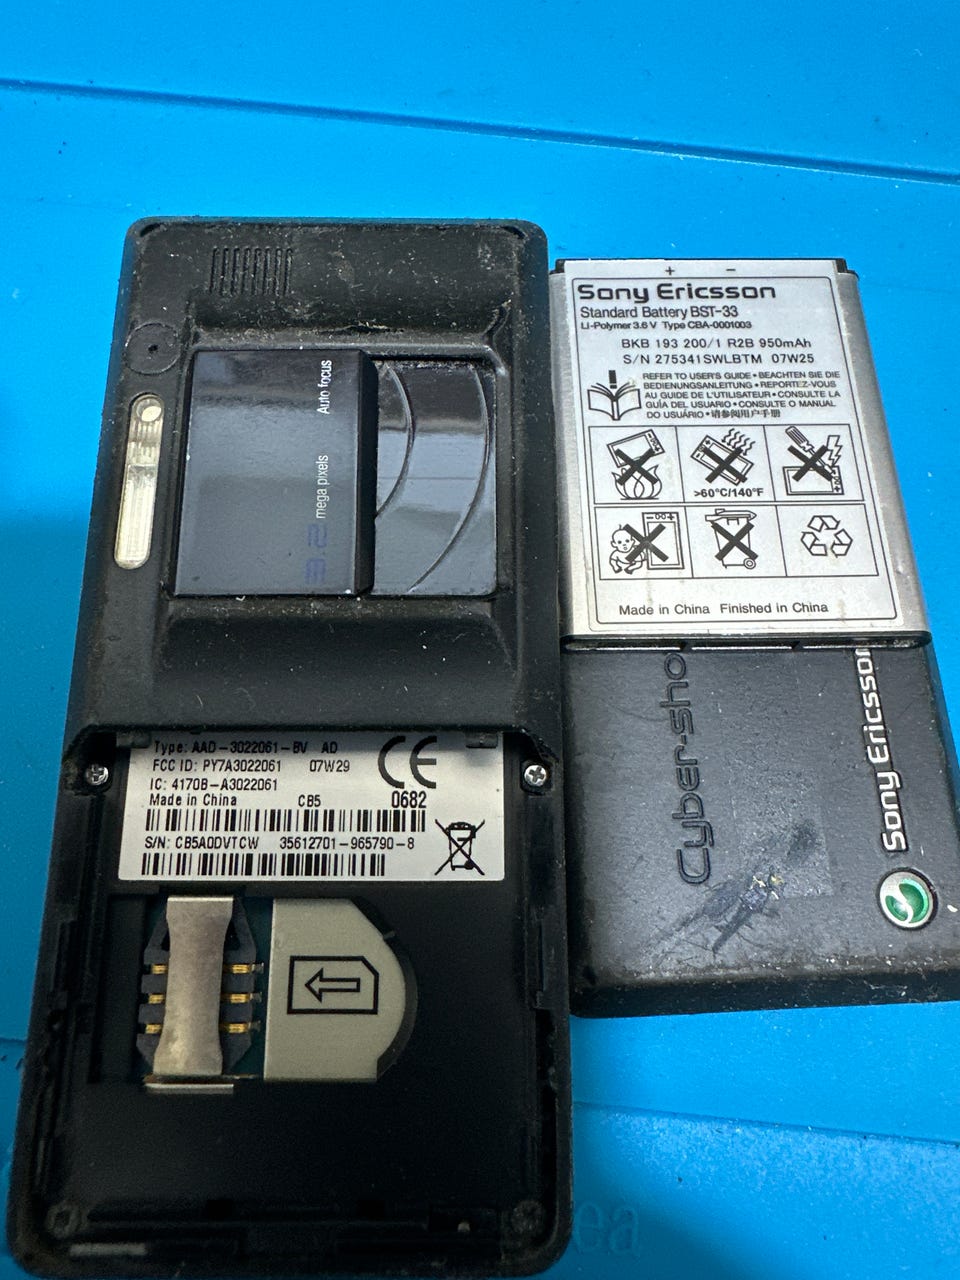 Auto focus
3.2 mega pixels
Type: AAD-3022061-BV AD
FCC ID: PY7A3022061 07W29
IC: 4170B-A3022061
Made in China CB5
CE
0682
S/N: CB5A0DVTCW 35612701-965790-8
+ −
Sony Ericsson
Standard Battery BST-33
Li-Polymer 3.6 V Type CBA-0001003
BKB 193 200/1 R2B 950mAh
S/N 275341SWLBTM 07W25
REFER TO USER'S GUIDE • BEACHTEN SIE DIE
BEDIENUNGSANLEITUNG • REPORTEZ-VOUS
AU GUIDE DE L'UTILISATEUR • CONSULTE LA
GUÍA DEL USUARIO • CONSULTE O MANUAL
DO USUÁRIO • 请参阅用户手册
>60°C/140°F
Made in China Finished in China
Cyber-sho
Sony Ericsson